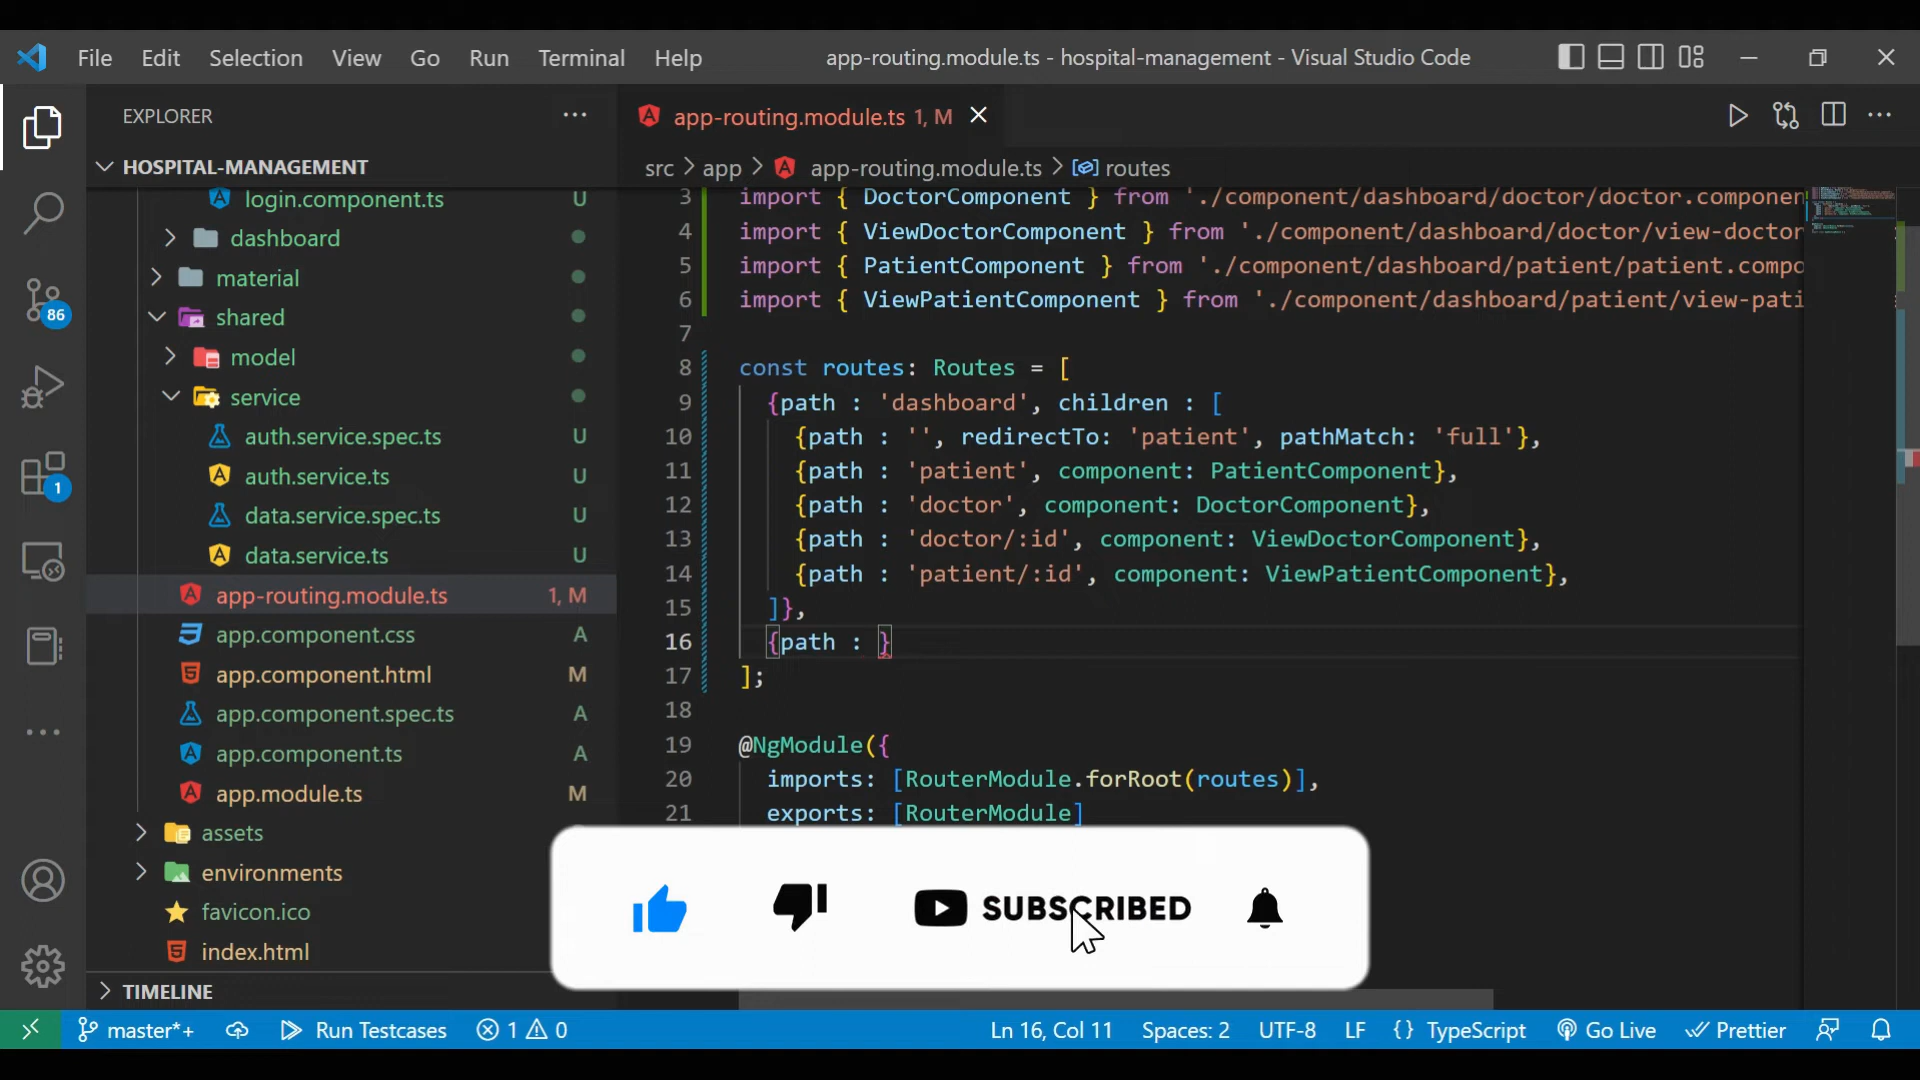 File Edit Selection View Go Run Terminal Help
app-routing.module.ts - hospital-management - Visual Studio Code
EXPLORER
HOSPITAL-MANAGEMENT
login.component.ts U
dashboard
material
shared
model
service
auth.service.spec.ts U
auth.service.ts U
data.service.spec.ts U
data.service.ts U
app-routing.module.ts 1, M
app.component.css A
app.component.html M
app.component.spec.ts A
app.component.ts A
app.module.ts M
assets
environments
favicon.ico
index.html
TIMELINE
86
1
app-routing.module.ts 1, M
src > app > app-routing.module.ts > routes
3 import { DoctorComponent } from './component/dashboard/doctor/doctor.componen
4 import { ViewDoctorComponent } from './component/dashboard/doctor/view-doctor
5 import { PatientComponent } from './component/dashboard/patient/patient.compo
6 import { ViewPatientComponent } from './component/dashboard/patient/view-pati
7
8 const routes: Routes = [
9 {path : 'dashboard', children : [
10 {path : '', redirectTo: 'patient', pathMatch: 'full'},
11 {path : 'patient', component: PatientComponent},
12 {path : 'doctor', component: DoctorComponent},
13 {path : 'doctor/:id', component: ViewDoctorComponent},
14 {path : 'patient/:id', component: ViewPatientComponent},
15 ]},
16 {path : }
17 ];
18
19 @NgModule({
20 imports: [RouterModule.forRoot(routes)],
21 exports: [RouterModule]
SUBSCRIBED
master*+ Run Testcases 1 0 Ln 16, Col 11 Spaces: 2 UTF-8 LF {} TypeScript Go Live Prettier